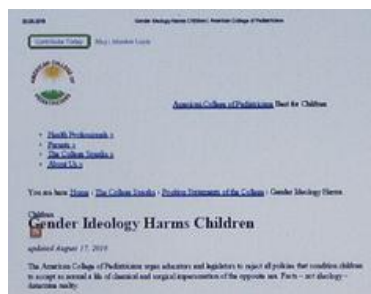 Gender Ideology Harms Children | American College of Pediatricians
Contribute Today Blog | Member Login
AMERICAN COLLEGE OF PEDIATRICIANS
American College of Pediatricians Best for Children
• Health Professionals »
• Parents »
• The College Speaks »
• About Us »
You are here: Home › The College Speaks › Position Statements of the College › Gender Ideology Harms
Children
Gender Ideology Harms Children
updated August 17, 2016
The American College of Pediatricians urges educators and legislators to reject all policies that condition children
to accept as normal a life of chemical and surgical impersonation of the opposite sex. Facts – not ideology –
determine reality.